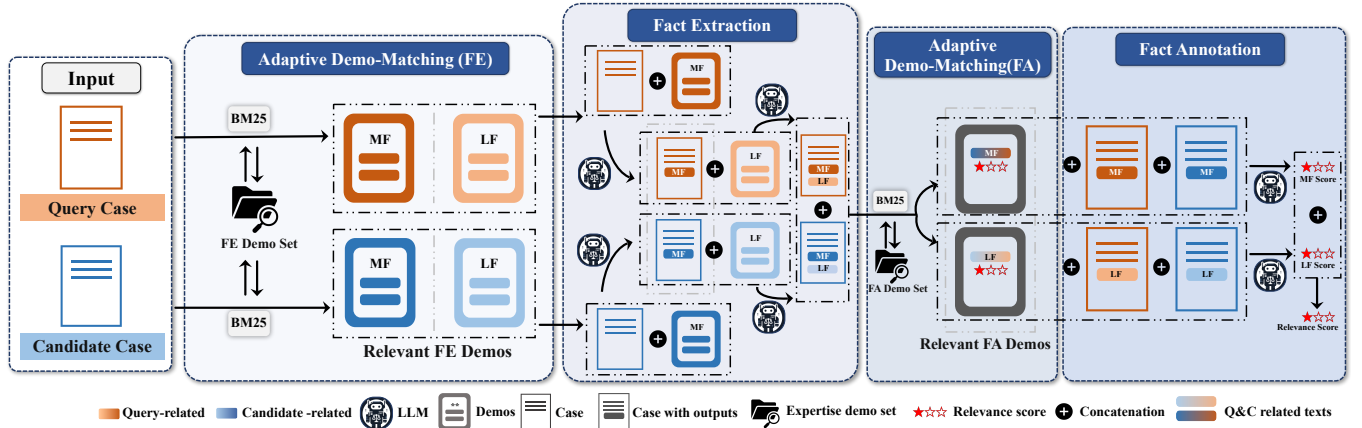 Input
Query Case
Candidate Case
Adaptive Demo-Matching (FE)
BM25
FE Demo Set
BM25
MF
LF
MF
LF
Relevant FE Demos
Fact Extraction
MF
MF
LF
MF
LF
MF
LF
MF
LF
MF
Adaptive
Demo-Matching(FA)
BM25
FA Demo Set
MF
LF
Relevant FA Demos
Fact Annotation
MF
MF
MF Score
LF
LF
LF Score
Relevance Score
Query-related
Candidate -related
LLM
Demos
Case
Case with outputs
Expertise demo set
Relevance score
Concatenation
Q&C related texts